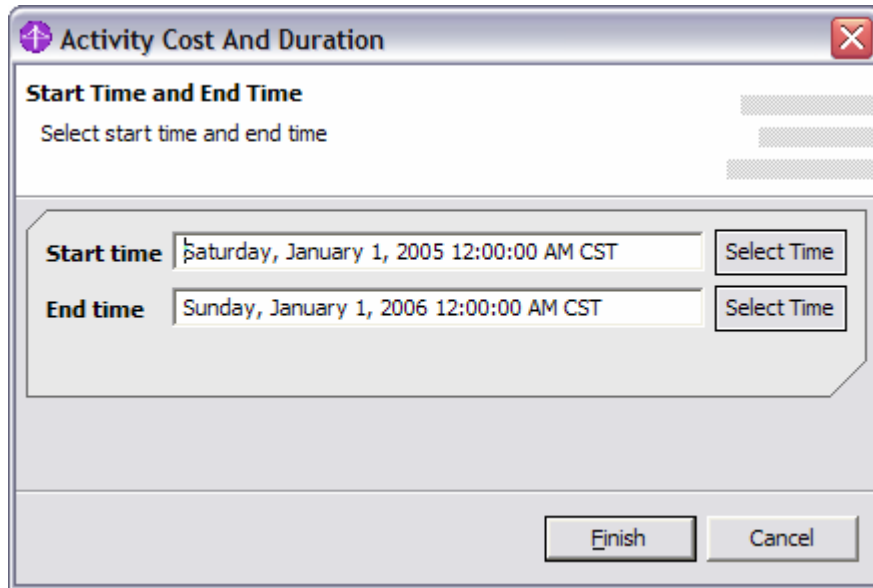 Activity Cost And Duration
Start Time and End Time
Select start time and end time
Start time Saturday, January 1, 2005 12:00:00 AM CST Select Time
End time Sunday, January 1, 2006 12:00:00 AM CST Select Time
Finish Cancel